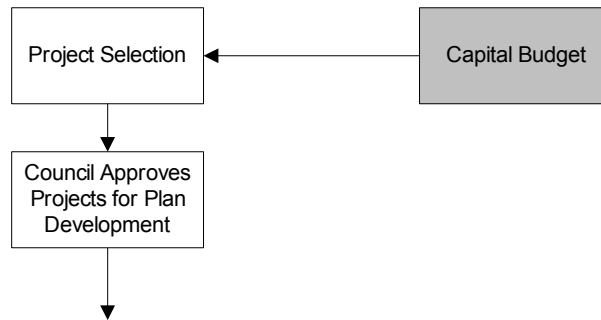 Project Selection
Capital Budget
Council Approves
Projects for Plan
Development